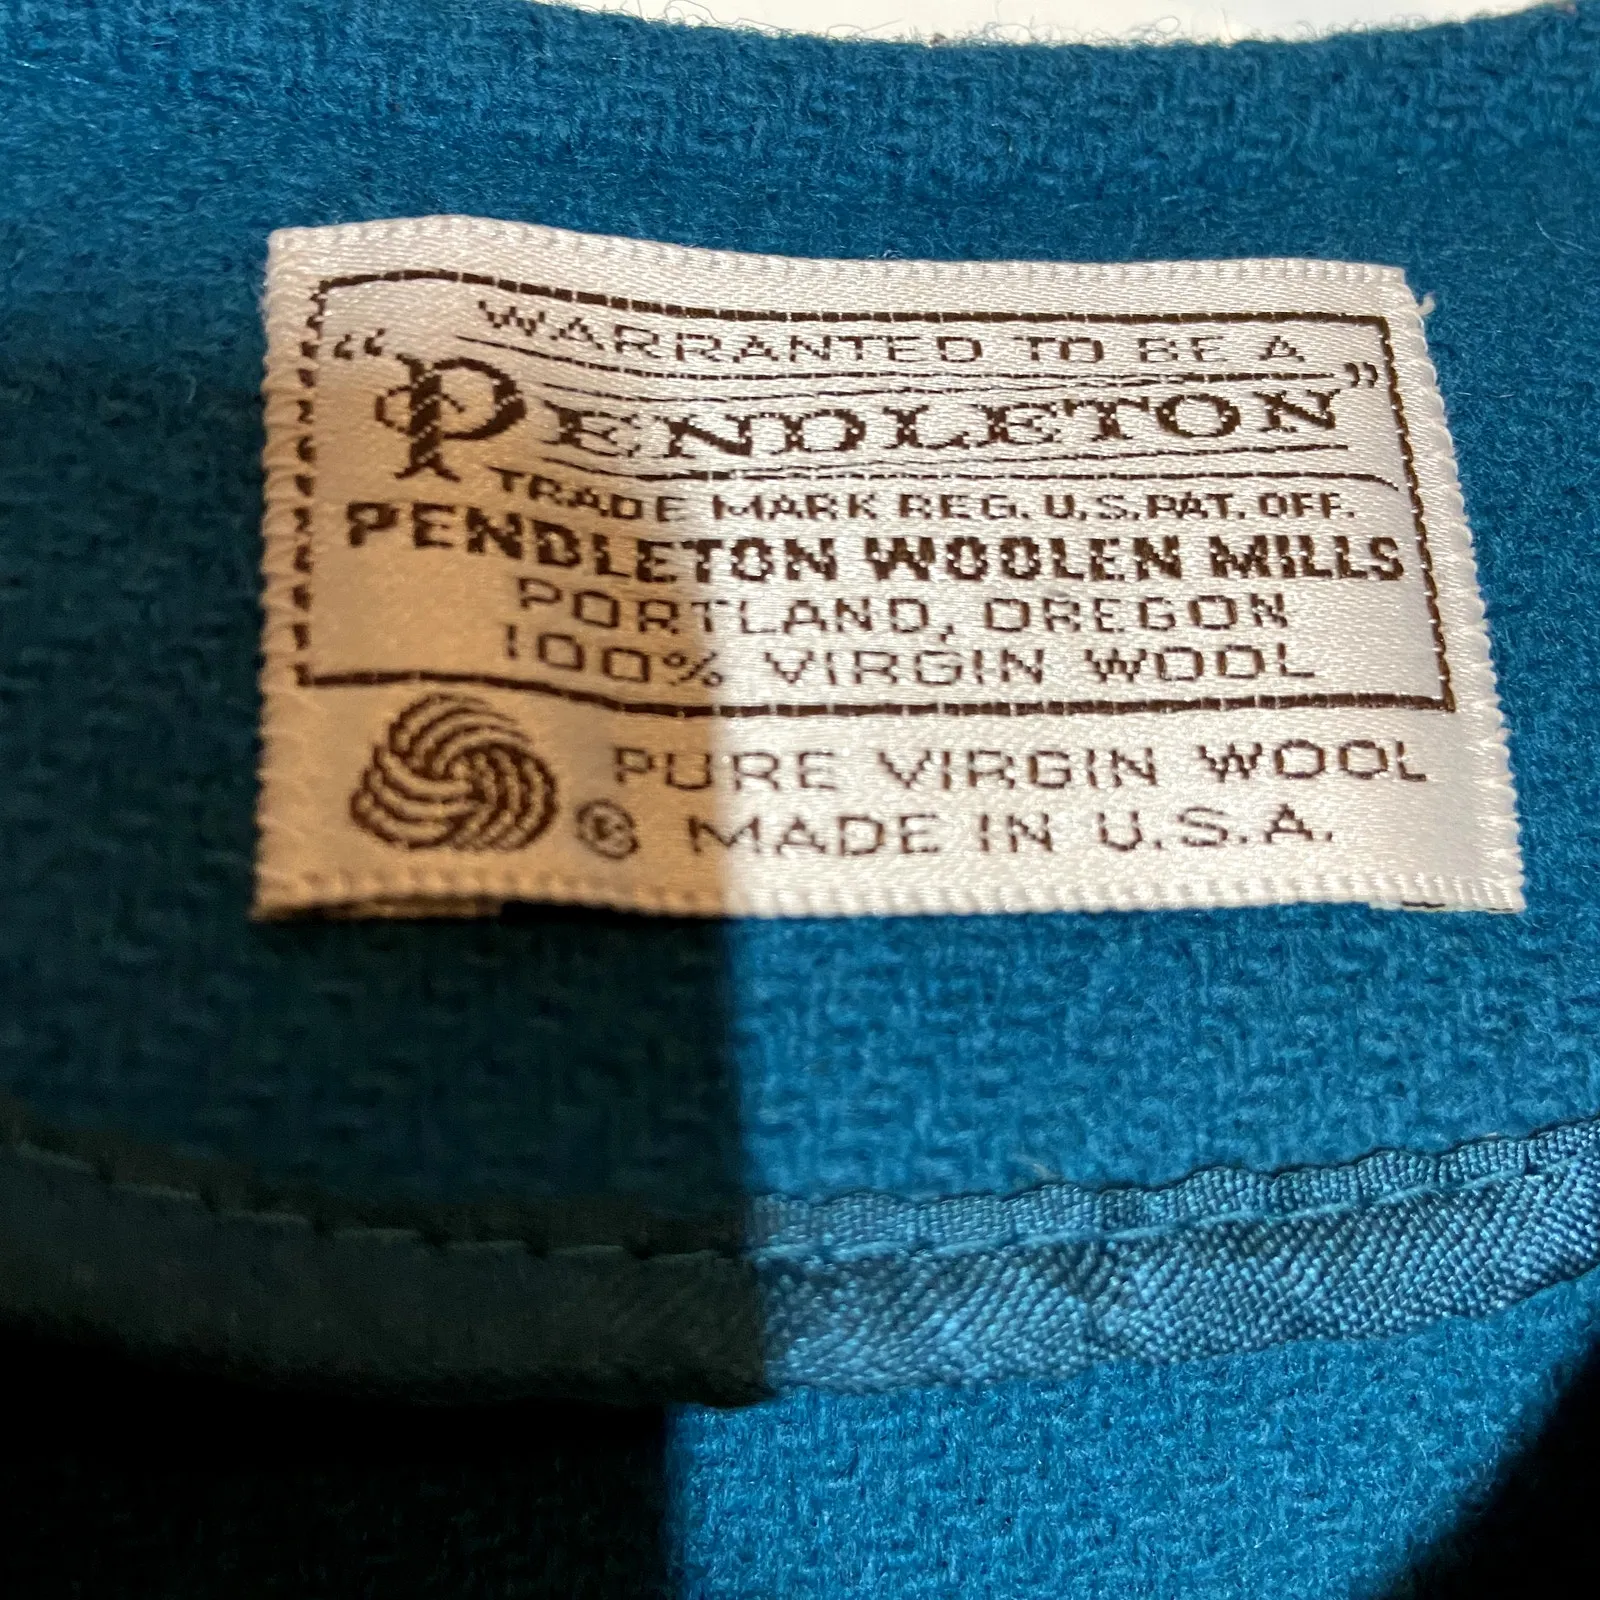 WARRANTED TO BE A
"PENDLETON"
TRADE MARK REG. U.S. PAT. OFF.
PENDLETON WOOLEN MILLS
PORTLAND, OREGON
100% VIRGIN WOOL
PURE VIRGIN WOOL
® MADE IN U.S.A.